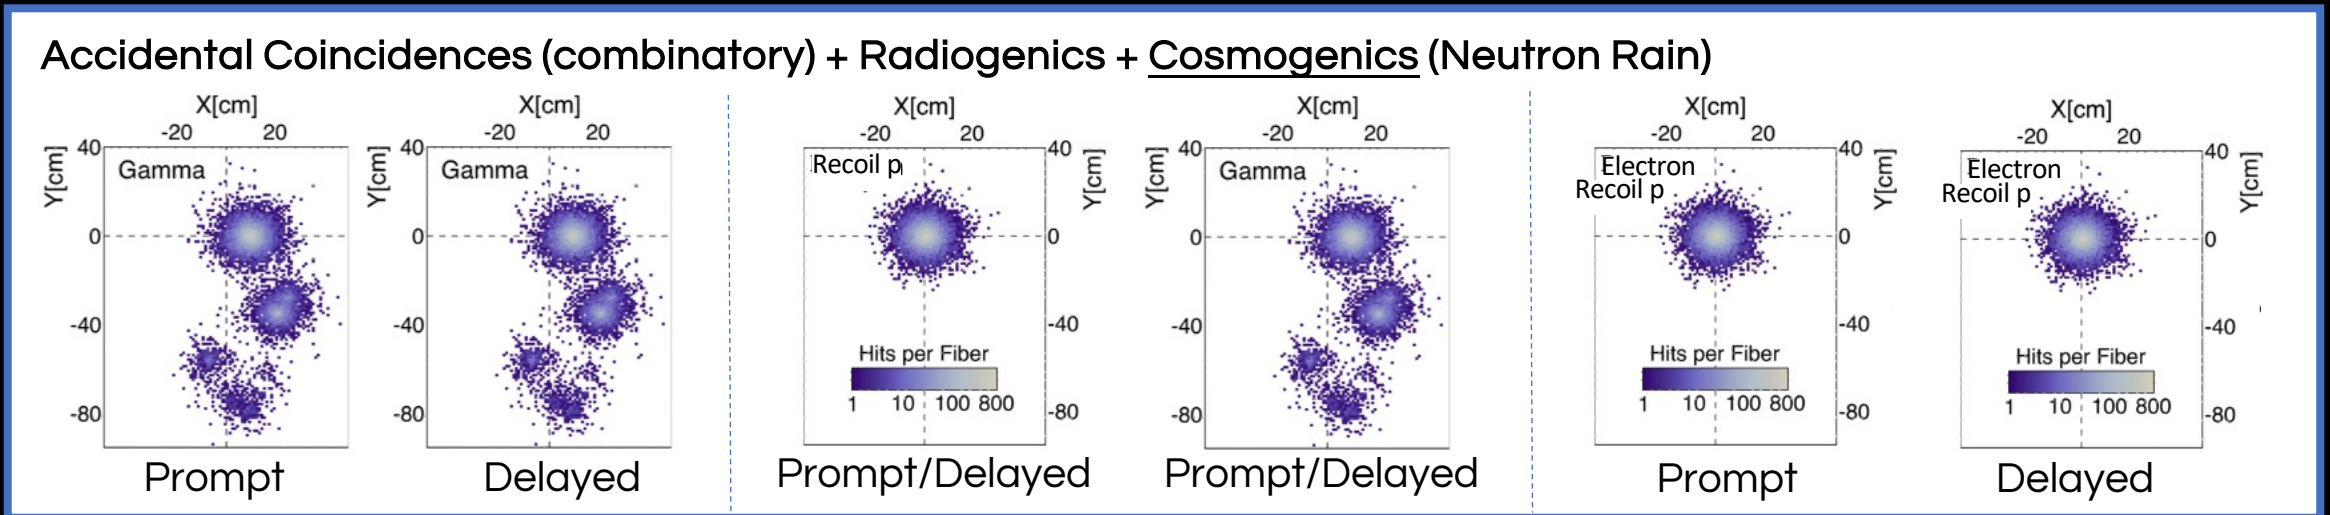 Accidental Coincidences (combinatory) + Radiogenics + Cosmogenics (Neutron Rain)
X[cm]
-20 20
40
Y[cm]
Gamma
0
-40
-80
Prompt
X[cm]
-20 20
40
Y[cm]
Gamma
0
-40
-80
Delayed
X[cm]
-20 20
40
Y[cm]
Recoil p
0
-40
Hits per Fiber
1 10 100 800
-80
Prompt/Delayed
X[cm]
-20 20
40
Y[cm]
Gamma
0
-40
-80
Prompt/Delayed
X[cm]
-20 20
40
Y[cm]
Electron
Recoil p
0
-40
Hits per Fiber
1 10 100 800
-80
Prompt
X[cm]
-20 20
40
Y[cm]
Electron
Recoil p
0
-40
Hits per Fiber
1 10 100 800
-80
Delayed